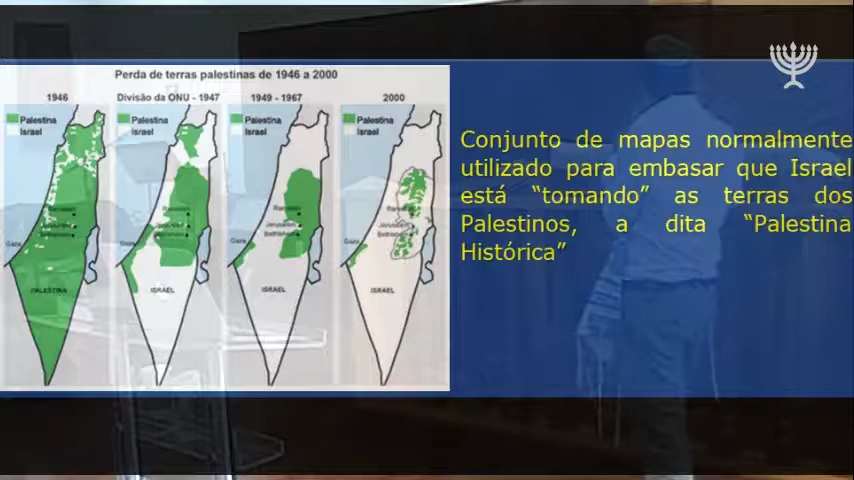 Perda de terras palestinas de 1946 a 2000
1946
Divisão da ONU - 1947
1949 - 1967
2000
Palestina
Israel
Palestina
Israel
Palestina
Israel
Palestina
Israel
Gaza
Gaza
Gaza
Gaza
PALESTINA
ISRAEL
ISRAEL
ISRAEL
Conjunto de mapas normalmente
utilizado para embasar que Israel
está “tomando” as terras dos
Palestinos, a dita “Palestina
Histórica”